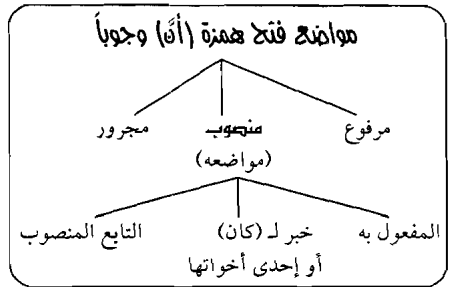 مواضع فتح همزة (أنَّ) وجوباً
مرفوع منصوب مجرور
(مواضعه)
المفعول به خبر لـ (كان) التابع المنصوب
أو إحدى أخواتها